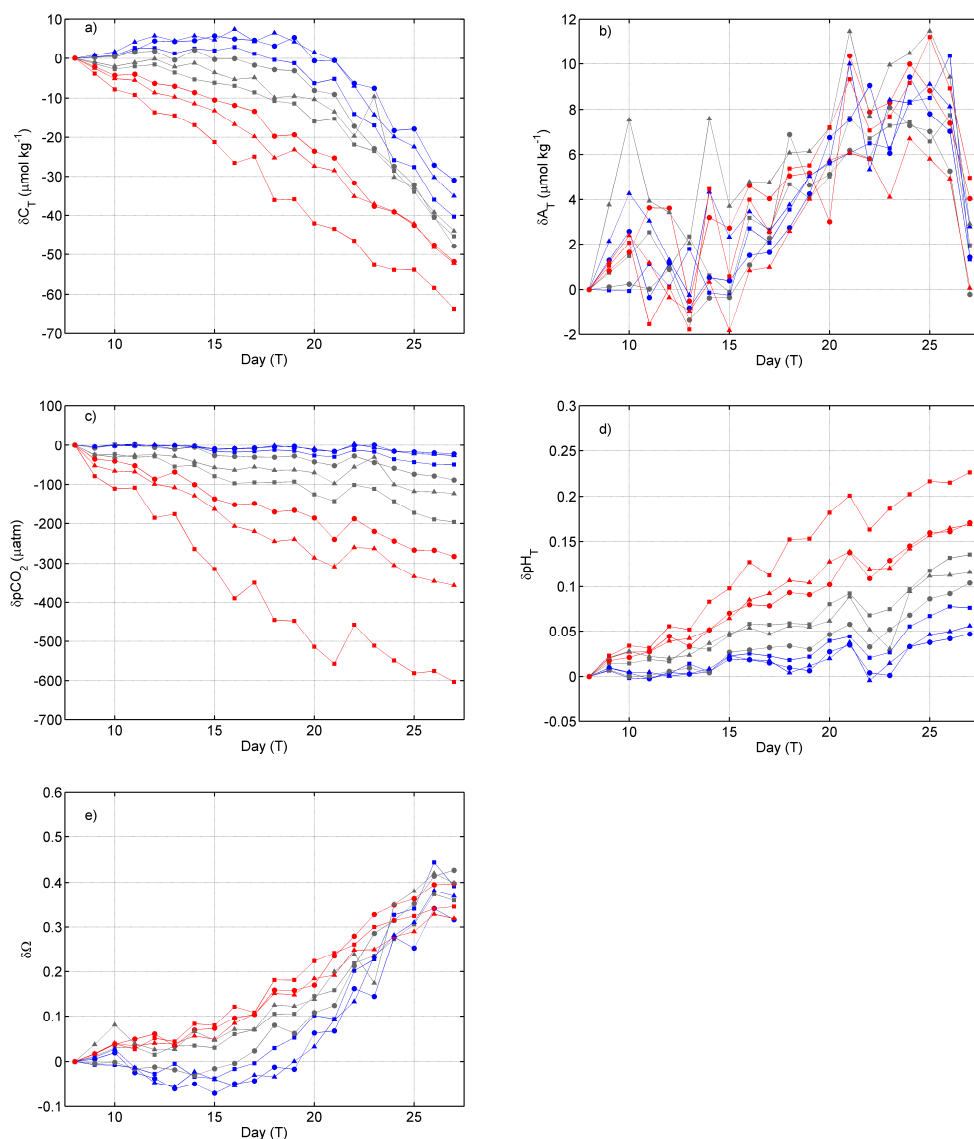 a)
10
0
-10
-20
-30
-40
-50
-60
-70
δC_T (μmol kg⁻¹)
10 15 20 25
Day (T)
b)
12
10
8
6
4
2
0
-2
δA_T (μmol kg⁻¹)
10 15 20 25
Day (T)
c)
100
0
-100
-200
-300
-400
-500
-600
-700
δpCO₂ (μatm)
10 15 20 25
Day (T)
d)
0.3
0.25
0.2
0.15
0.1
0.05
0
-0.05
δpH_T
10 15 20 25
Day (T)
e)
0.6
0.5
0.4
0.3
0.2
0.1
0
-0.1
δΩ
10 15 20 25
Day (T)